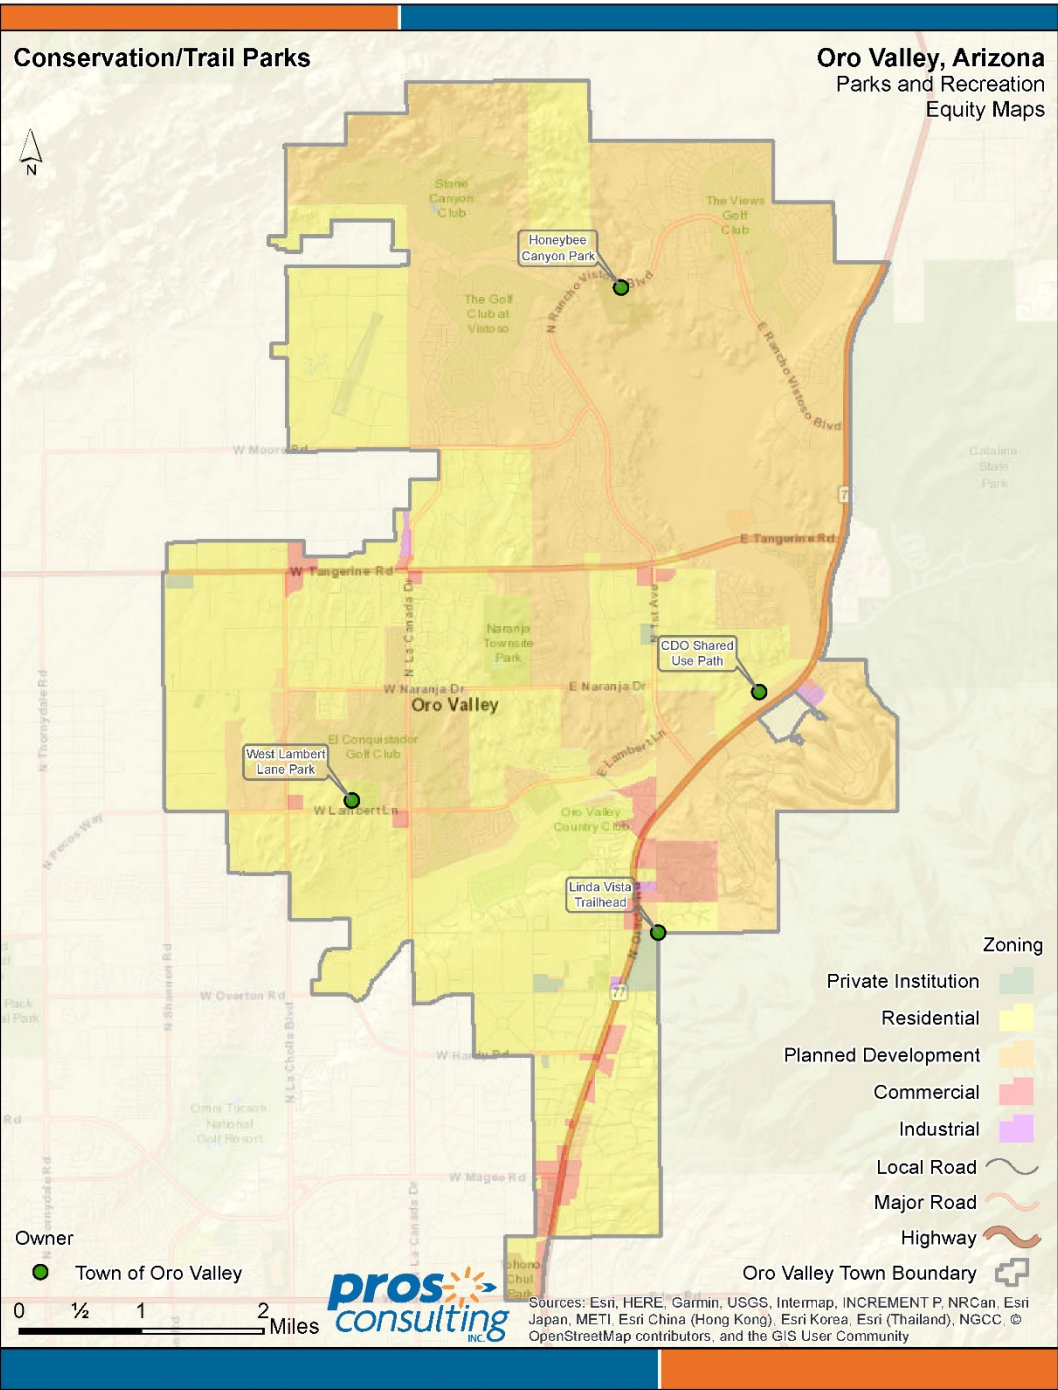 Conservation/Trail Parks
Oro Valley, Arizona
Parks and Recreation
Equity Maps
N
Stone
Canyon
Club
The Views
Golf
Club
Honeybee
Canyon Park
N Rancho Vistoso Blvd
The Golf
Club at
Vistoso
E Rancho Vistoso Blvd
W Moore Rd
Catalina
State
Park
E Tangerine Rd
W Tangerine Rd
N La Canada Dr
N 1st Ave
Naranja
Townsite
Park
CDO Shared
Use Path
W Naranja Dr
E Naranja Dr
Oro Valley
N Thornydale Rd
El Conquistador
Golf Club
E Lambert Ln
West Lambert
Lane Park
W Lambert Ln
Oro Valley
Country Club
N Pecos Way
Linda Vista
Trailhead
77
N Shannon Rd
W Overton Rd
N La Cholla Blvd
W Hardy Rd
Omni Tucson
National
Golf Resort
W Magee Rd
Zoning
Private Institution
Residential
Planned Development
Commercial
Industrial
Local Road
Major Road
Highway
Oro Valley Town Boundary
Owner
Town of Oro Valley
0 ½ 1 2 Miles
pros
consulting
INC.
Sources: Esri, HERE, Garmin, USGS, Intermap, INCREMENT P, NRCan, Esri
Japan, METI, Esri China (Hong Kong), Esri Korea, Esri (Thailand), NGCC, ©
OpenStreetMap contributors, and the GIS User Community